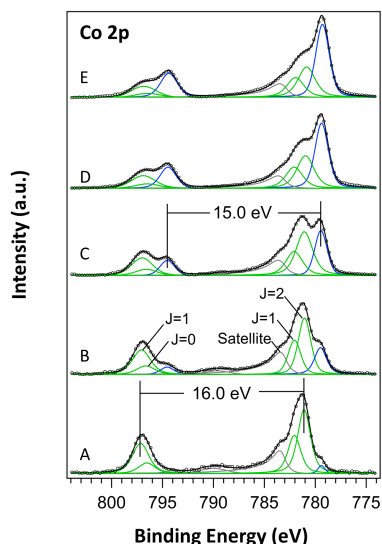 Co 2p
E
D
15.0 eV
C
J=2
J=1
J=1
J=0
Satellite
B
16.0 eV
A
800
795
790
785
780
775
Binding Energy (eV)
Intensity (a.u.)